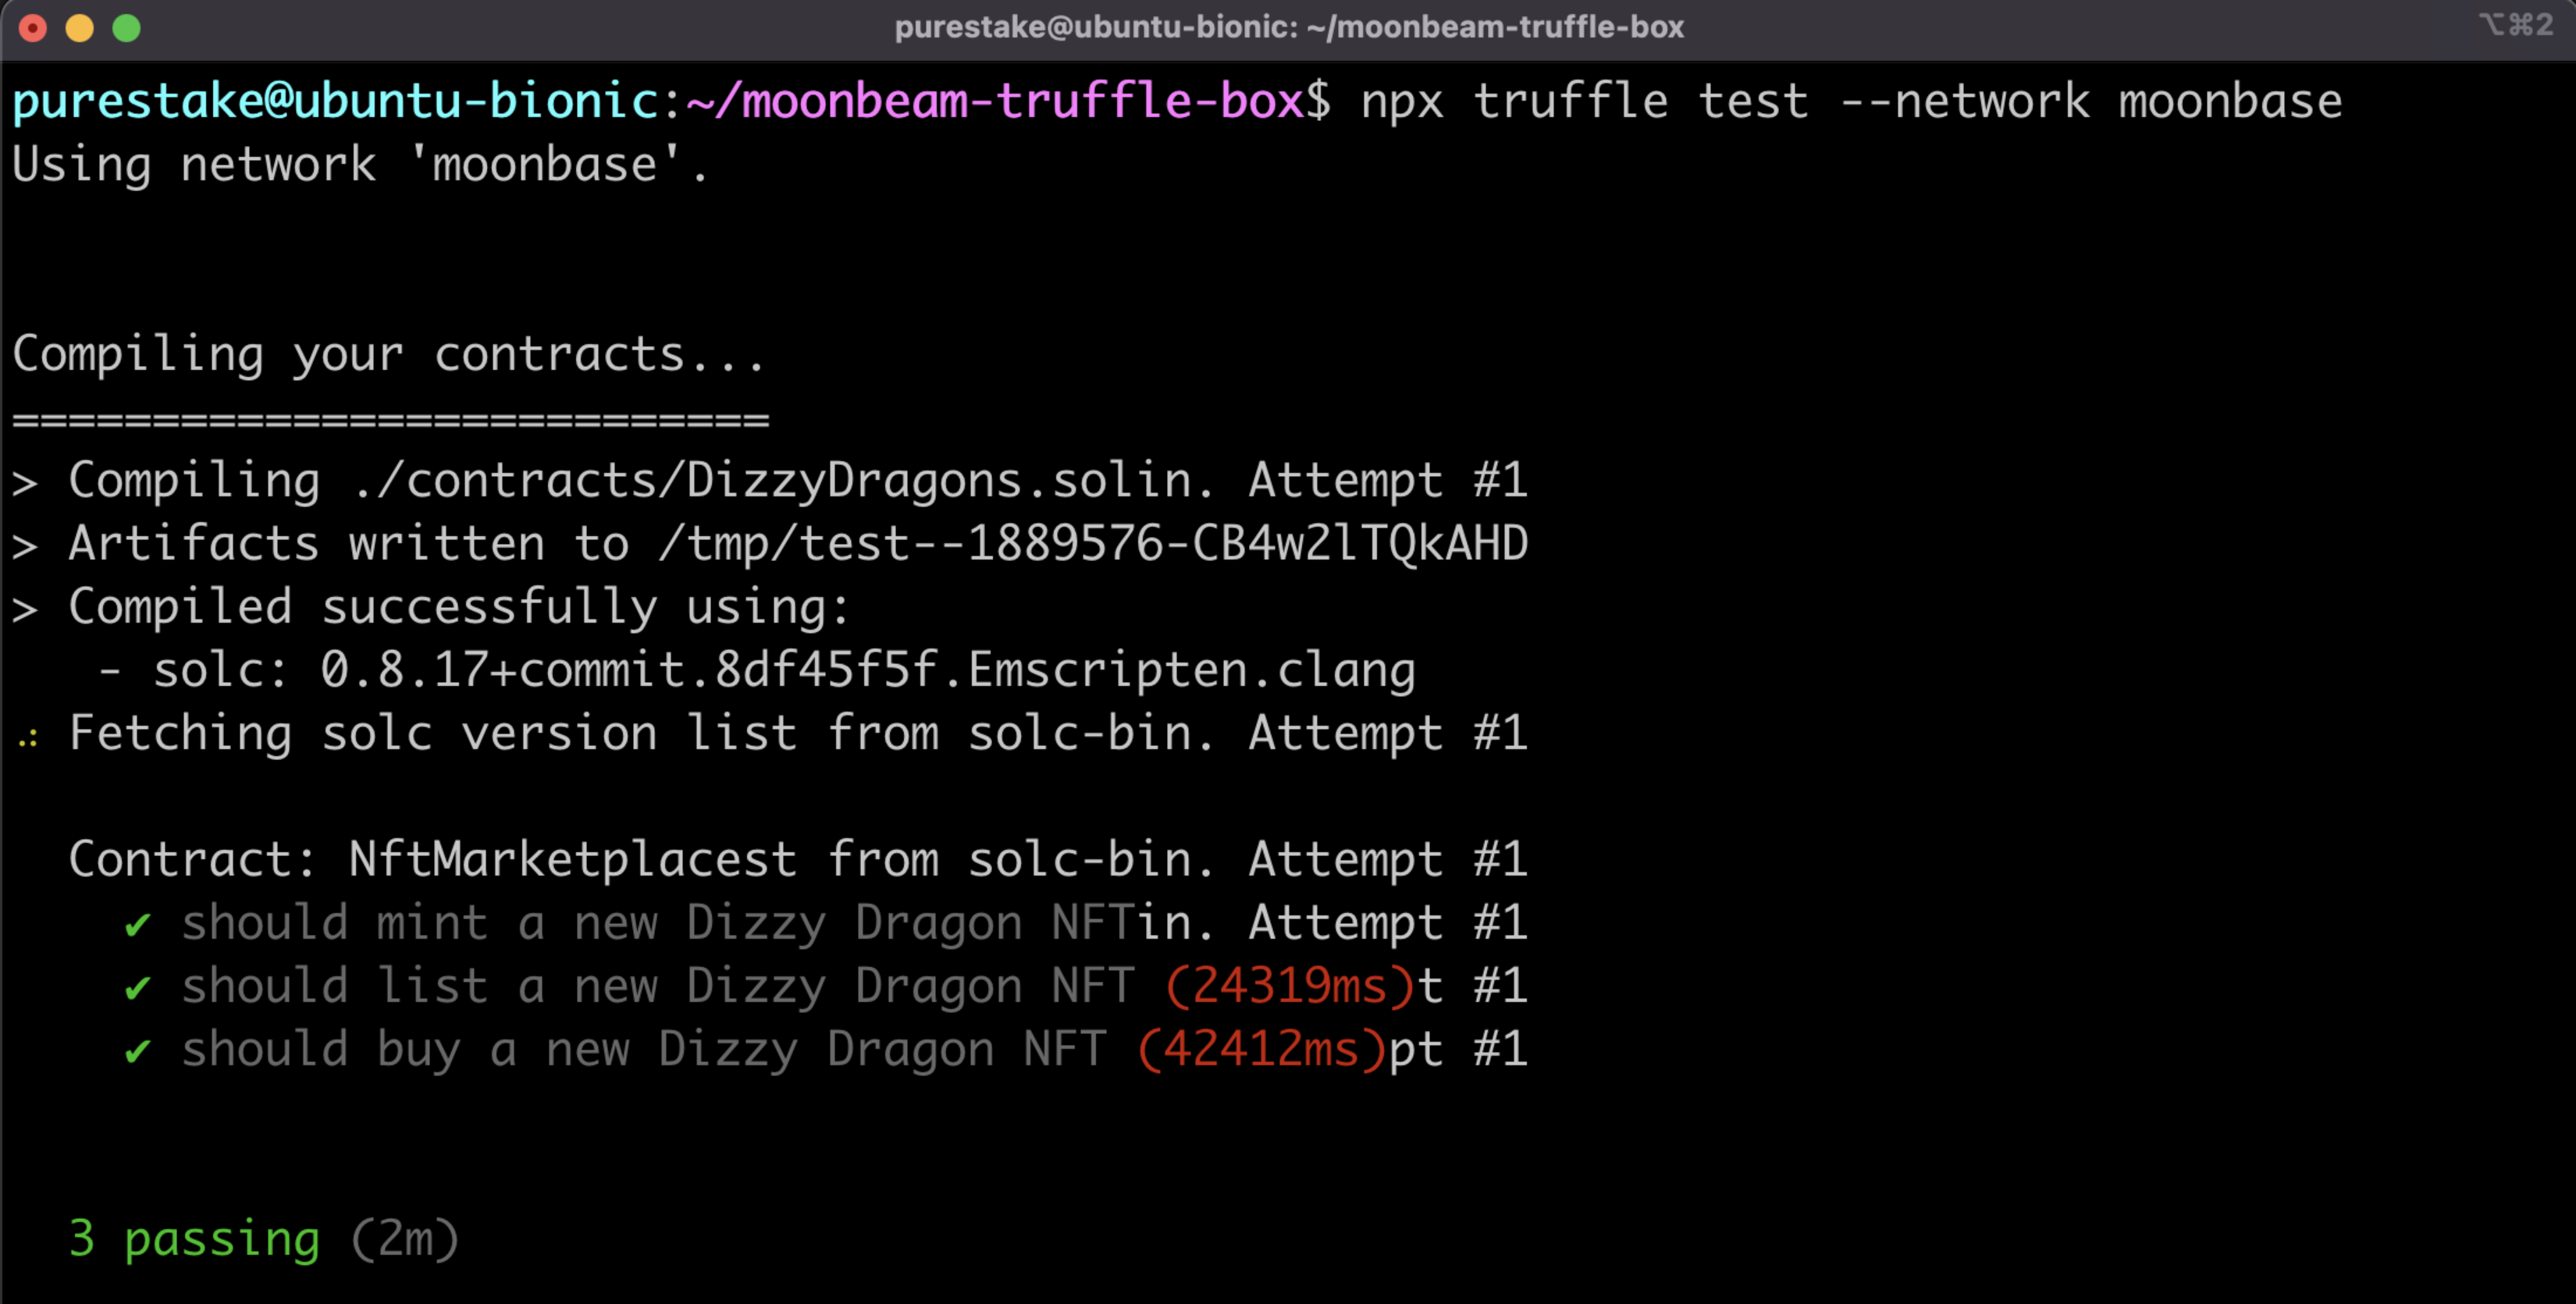 purestake@ubuntu-bionic: ~/moonbeam-truffle-box ⌥⌘2
purestake@ubuntu-bionic:~/moonbeam-truffle-box$ npx truffle test --network moonbase
Using network 'moonbase'.
Compiling your contracts...
===========================
> Compiling ./contracts/DizzyDragons.solin. Attempt #1
> Artifacts written to /tmp/test--1889576-CB4w2lTQkAHD
> Compiled successfully using:
- solc: 0.8.17+commit.8df45f5f.Emscripten.clang
⠴ Fetching solc version list from solc-bin. Attempt #1
Contract: NftMarketplacest from solc-bin. Attempt #1
✔ should mint a new Dizzy Dragon NFTin. Attempt #1
✔ should list a new Dizzy Dragon NFT (24319ms)t #1
✔ should buy a new Dizzy Dragon NFT (42412ms)pt #1
3 passing (2m)